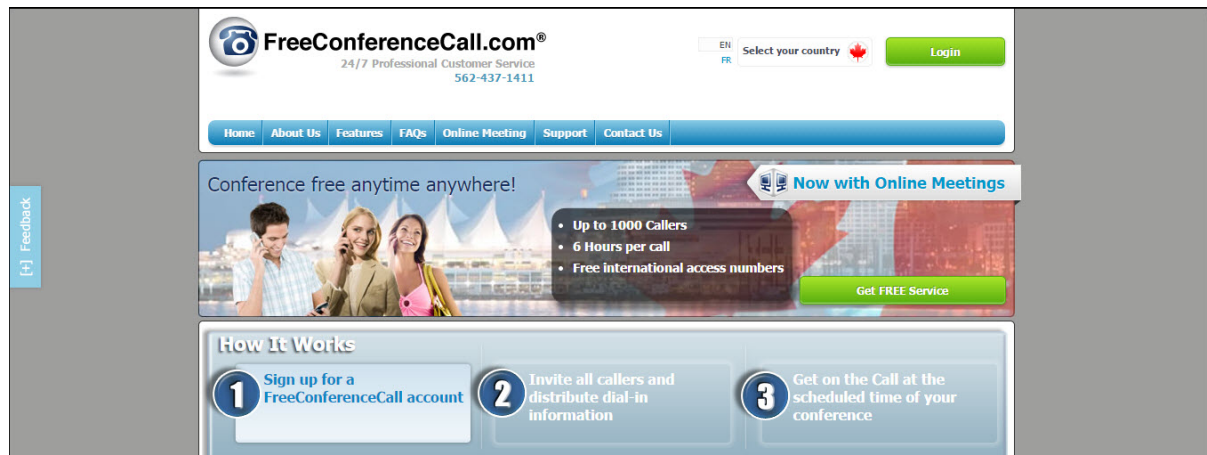 FreeConferenceCall.com®
24/7 Professional Customer Service
562-437-1411
EN
FR
Select your country
Login
Home About Us Features FAQs Online Meeting Support Contact Us
[+] Feedback
Conference free anytime anywhere!
Now with Online Meetings
• Up to 1000 Callers
• 6 Hours per call
• Free international access numbers
Get FREE Service
How It Works
1
Sign up for a
FreeConferenceCall account
2
Invite all callers and
distribute dial-in
information
3
Get on the Call at the
scheduled time of your
conference